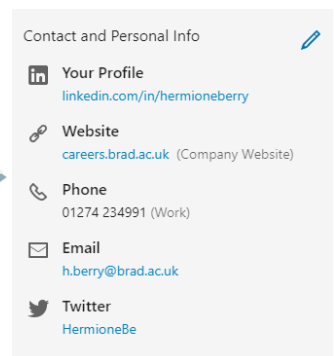 Contact and Personal Info
in Your Profile
linkedin.com/in/hermioneberry
Website
careers.brad.ac.uk (Company Website)
Phone
01274 234991 (Work)
Email
h.berry@brad.ac.uk
Twitter
HermioneBe